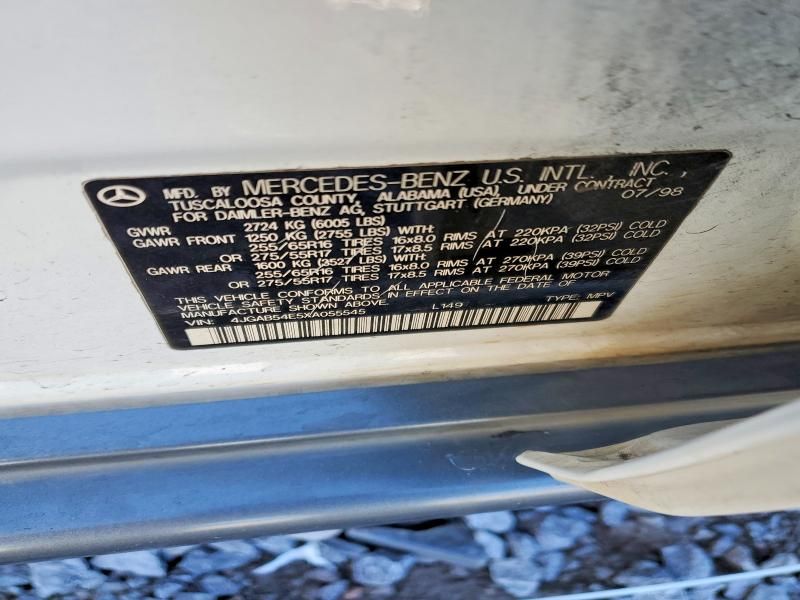 MFD. BY MERCEDES-BENZ U.S. INTL., INC.,
TUSCALOOSA COUNTY, ALABAMA (USA), UNDER CONTRACT
FOR DAIMLER-BENZ AG, STUTTGART (GERMANY) 07/98
GVWR 2724 KG (6005 LBS)
GAWR FRONT 1250 KG (2755 LBS) WITH:
255/65R16 TIRES 16x8.0 RIMS AT 220KPA (32PSI) COLD
OR 275/55R17 TIRES 17x8.5 RIMS AT 220KPA (32PSI) COLD
GAWR REAR 1600 KG (3527 LBS) WITH:
255/65R16 TIRES 16x8.0 RIMS AT 270KPA (39PSI) COLD
OR 275/55R17 TIRES 17x8.5 RIMS AT 270KPA (39PSI) COLD
THIS VEHICLE CONFORMS TO ALL APPLICABLE FEDERAL MOTOR
VEHICLE SAFETY STANDARDS IN EFFECT ON THE DATE OF
MANUFACTURE SHOWN ABOVE. L149 TYPE: MPV
VIN: 4JGAB54E5XA055545